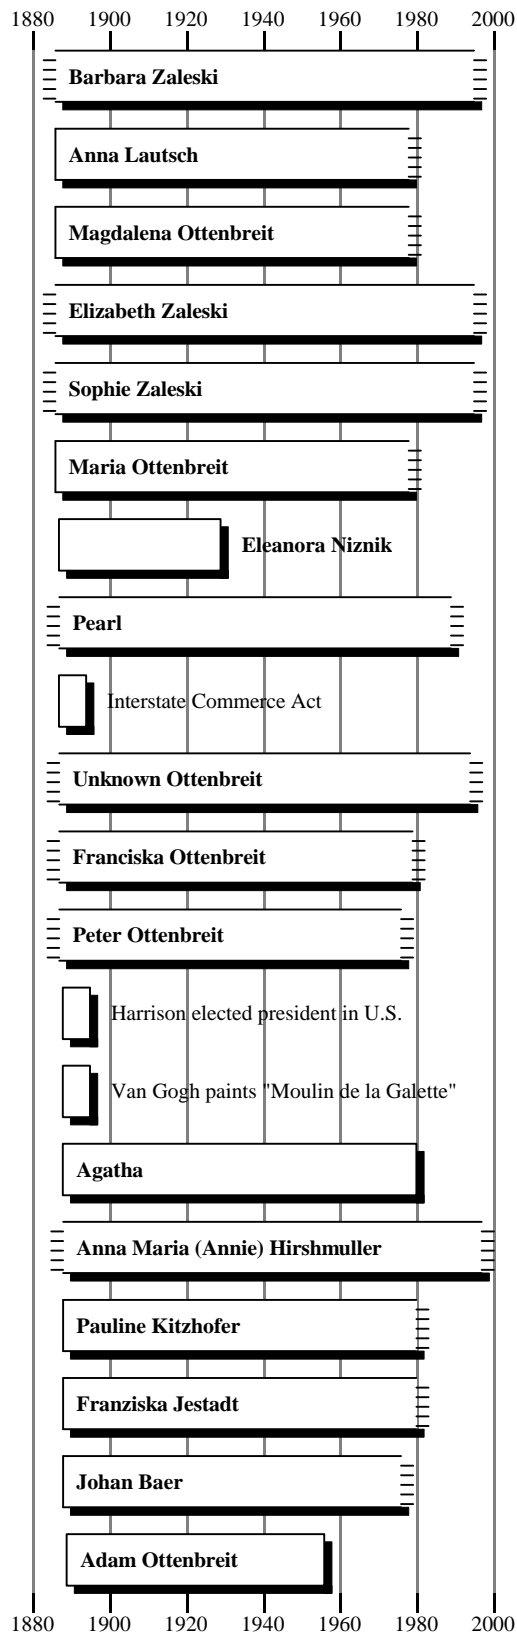 1880 1900 1920 1940 1960 1980 2000
Barbara Zaleski
Anna Lautsch
Magdalena Ottenbreit
Elizabeth Zaleski
Sophie Zaleski
Maria Ottenbreit
Eleanora Niznik
Pearl
Interstate Commerce Act
Unknown Ottenbreit
Franciska Ottenbreit
Peter Ottenbreit
Harrison elected president in U.S.
Van Gogh paints "Moulin de la Galette"
Agatha
Anna Maria (Annie) Hirshmuller
Pauline Kitzhofer
Franziska Jestadt
Johan Baer
Adam Ottenbreit
1880 1900 1920 1940 1960 1980 2000